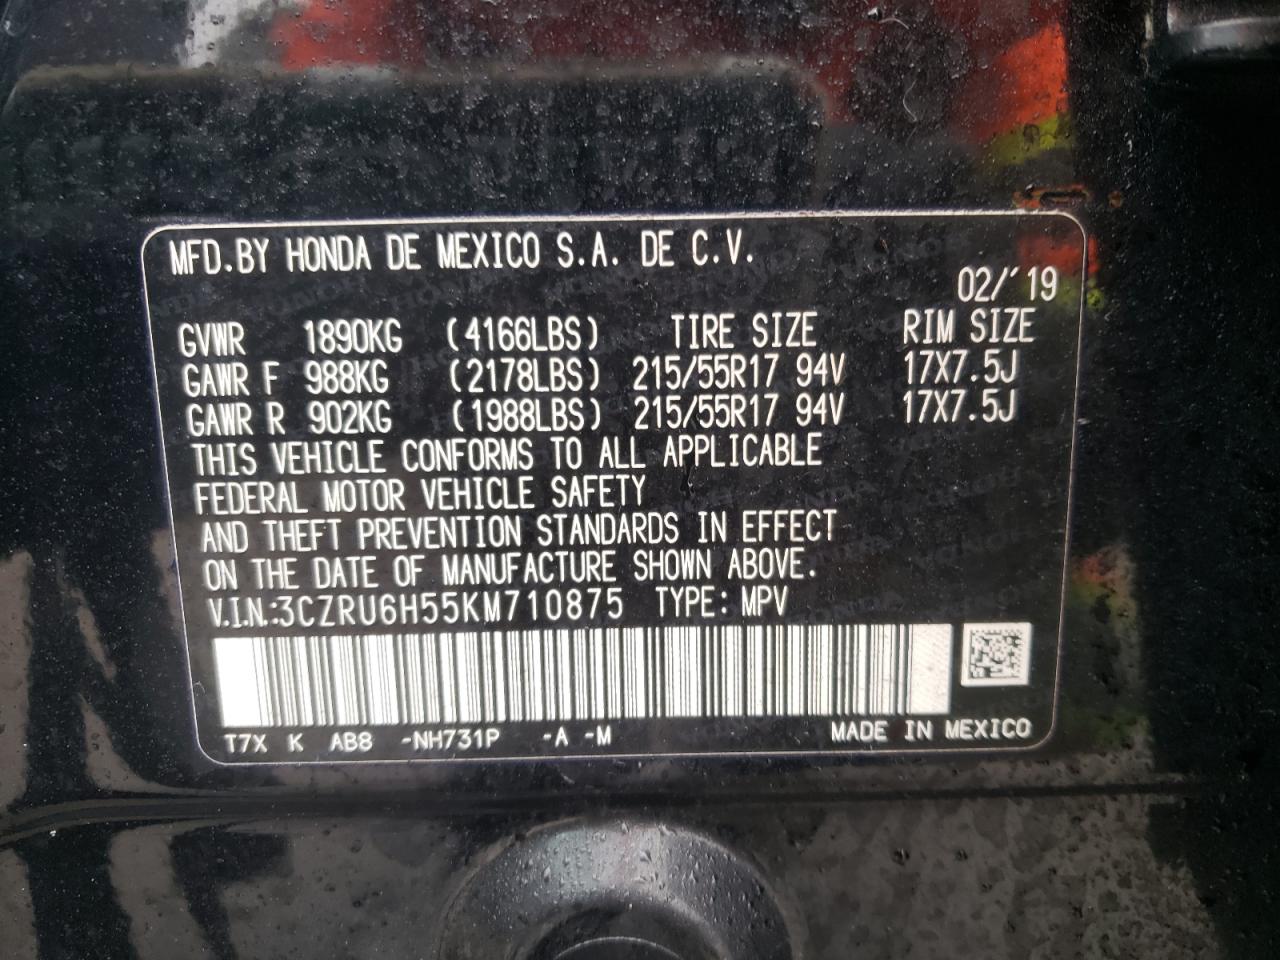 MFD.BY HONDA DE MEXICO S.A. DE C.V.
02/'19
GVWR 1890KG (4166LBS) TIRE SIZE RIM SIZE
GAWR F 988KG (2178LBS) 215/55R17 94V 17X7.5J
GAWR R 902KG (1988LBS) 215/55R17 94V 17X7.5J
THIS VEHICLE CONFORMS TO ALL APPLICABLE
FEDERAL MOTOR VEHICLE SAFETY
AND THEFT PREVENTION STANDARDS IN EFFECT
ON THE DATE OF MANUFACTURE SHOWN ABOVE.
V.I.N.:3CZRU6H55KM710875 TYPE: MPV
T7X K AB8 -NH731P -A -M MADE IN MEXICO